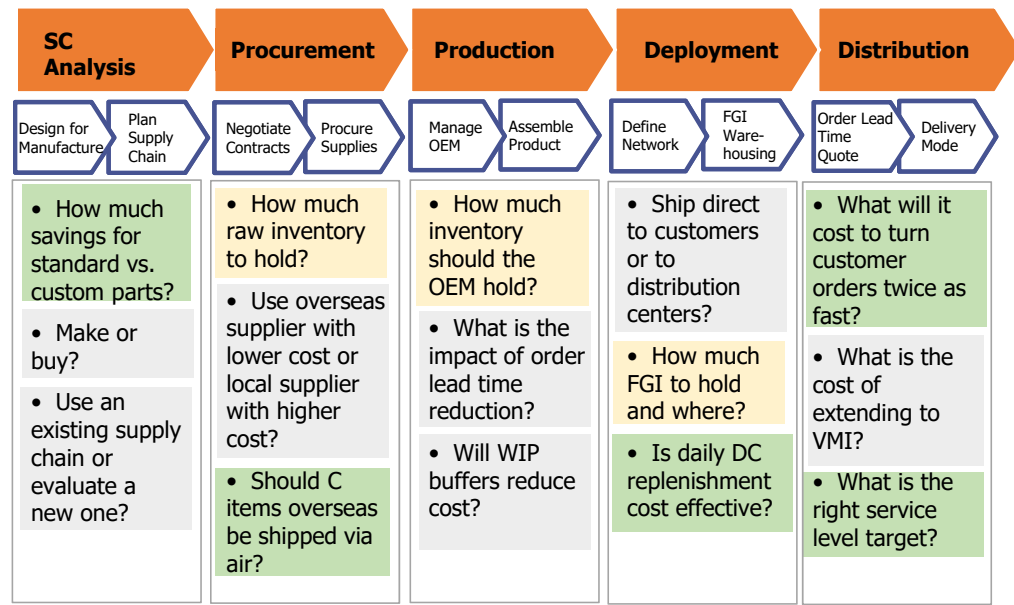 SC
Analysis
Procurement
Production
Deployment
Distribution
Design for
Manufacture
Plan
Supply
Chain
Negotiate
Contracts
Procure
Supplies
Manage
OEM
Assemble
Product
Define
Network
FGI
Ware-
housing
Order Lead
Time
Quote
Delivery
Mode
• How much
savings for
standard vs.
custom parts?
• Make or
buy?
• Use an
existing supply
chain or
evaluate a
new one?
• How much
raw inventory
to hold?
• Use overseas
supplier with
lower cost or
local supplier
with higher
cost?
• Should C
items overseas
be shipped via
air?
• How much
inventory
should the
OEM hold?
• What is the
impact of order
lead time
reduction?
• Will WIP
buffers reduce
cost?
• Ship direct
to customers
or to
distribution
centers?
• How much
FGI to hold
and where?
• Is daily DC
replenishment
cost effective?
• What will it
cost to turn
customer
orders twice as
fast?
• What is the
cost of
extending to
VMI?
• What is the
right service
level target?